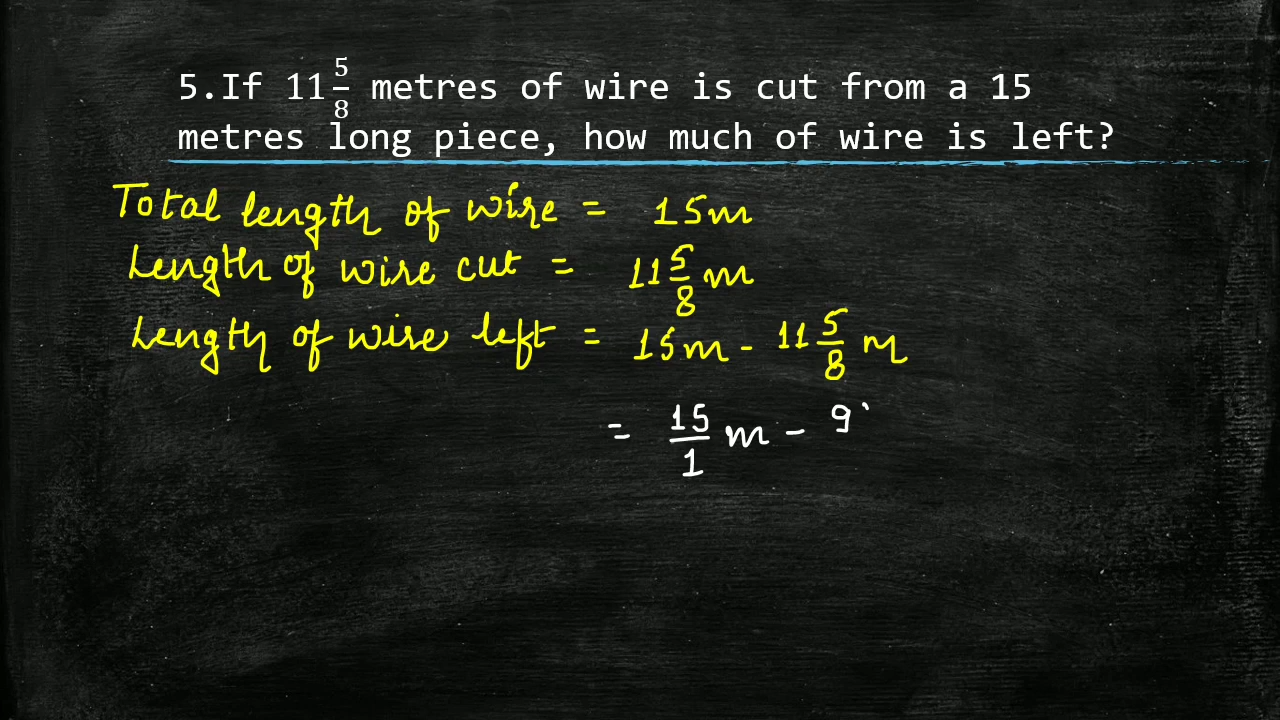 5.If 11 5/8 metres of wire is cut from a 15
metres long piece, how much of wire is left?
Total length of wire = 15m
Length of wire cut = 11 5/8 m
Length of wire left = 15m - 11 5/8 m
= 15/1 m - 9